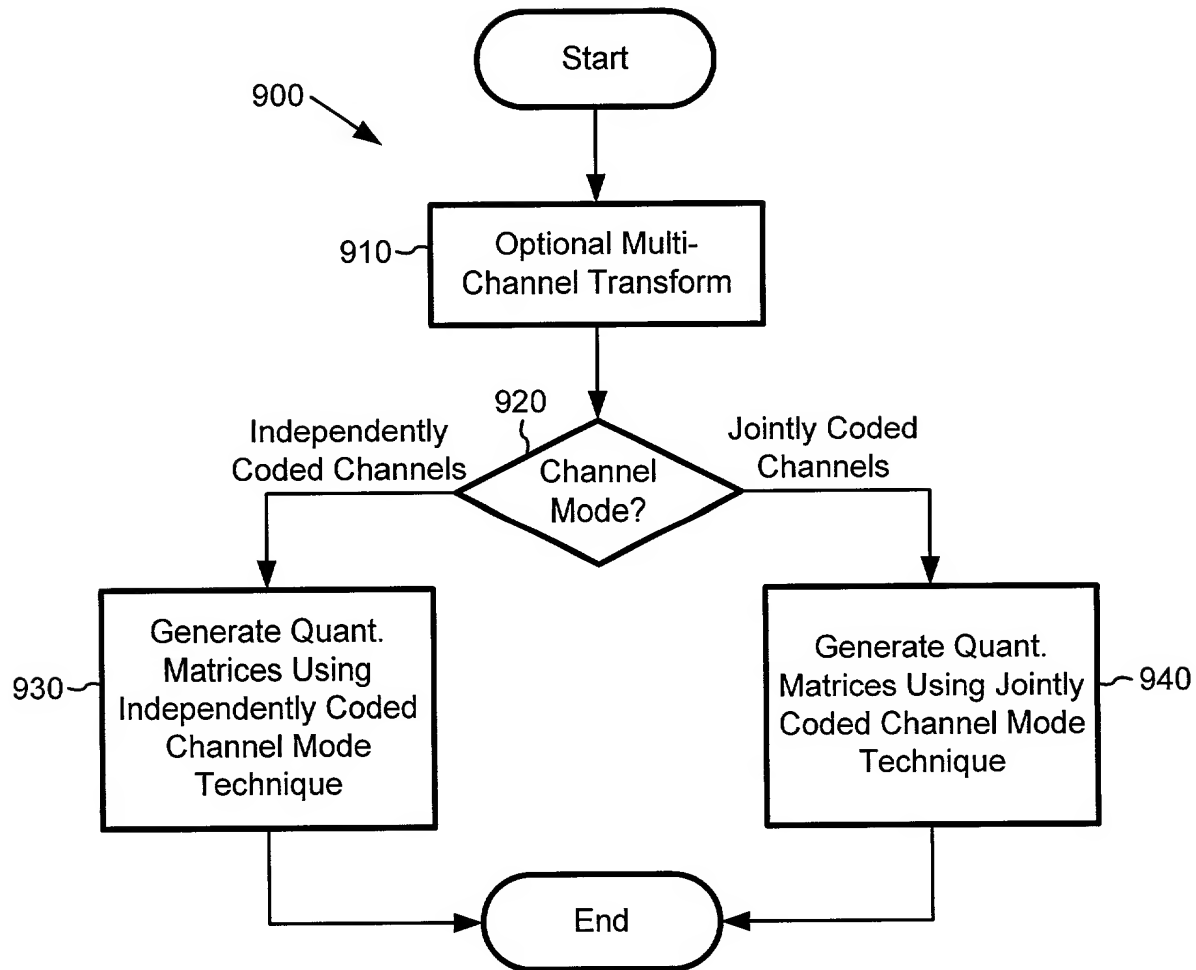 Start
900
910
Optional Multi-
Channel Transform
920
Independently
Coded Channels
Channel
Mode?
Jointly Coded
Channels
930
Generate Quant.
Matrices Using
Independently Coded
Channel Mode
Technique
Generate Quant.
Matrices Using Jointly
Coded Channel Mode
Technique
940
End